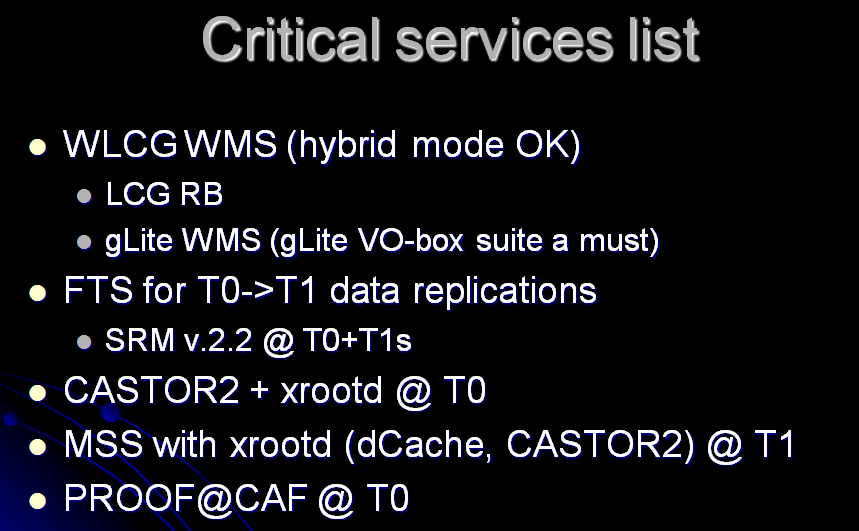 Critical services list
WLCG WMS (hybrid mode OK)
LCG RB
gLite WMS (gLite VO-box suite a must)
FTS for T0->T1 data replications
SRM v.2.2 @ T0+T1s
CASTOR2 + xrootd @ T0
MSS with xrootd (dCache, CASTOR2) @ T1
PROOF@CAF @ T0